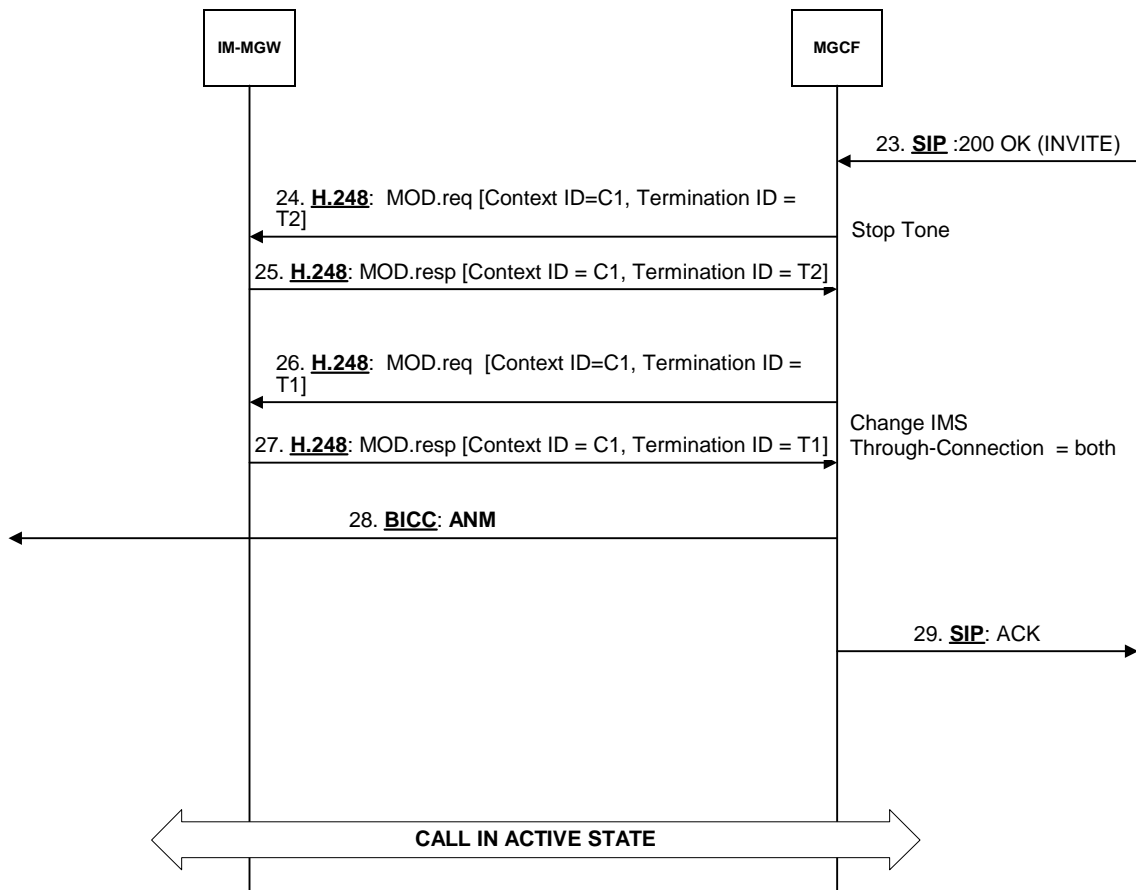 IM-MGW
MGCF
23. SIP :200 OK (INVITE)
24. H.248: MOD.req [Context ID=C1, Termination ID =
T2]
Stop Tone
25. H.248: MOD.resp [Context ID = C1, Termination ID = T2]
26. H.248: MOD.req [Context ID=C1, Termination ID =
T1]
Change IMS
Through-Connection = both
27. H.248: MOD.resp [Context ID = C1, Termination ID = T1]
28. BICC: ANM
29. SIP: ACK
CALL IN ACTIVE STATE